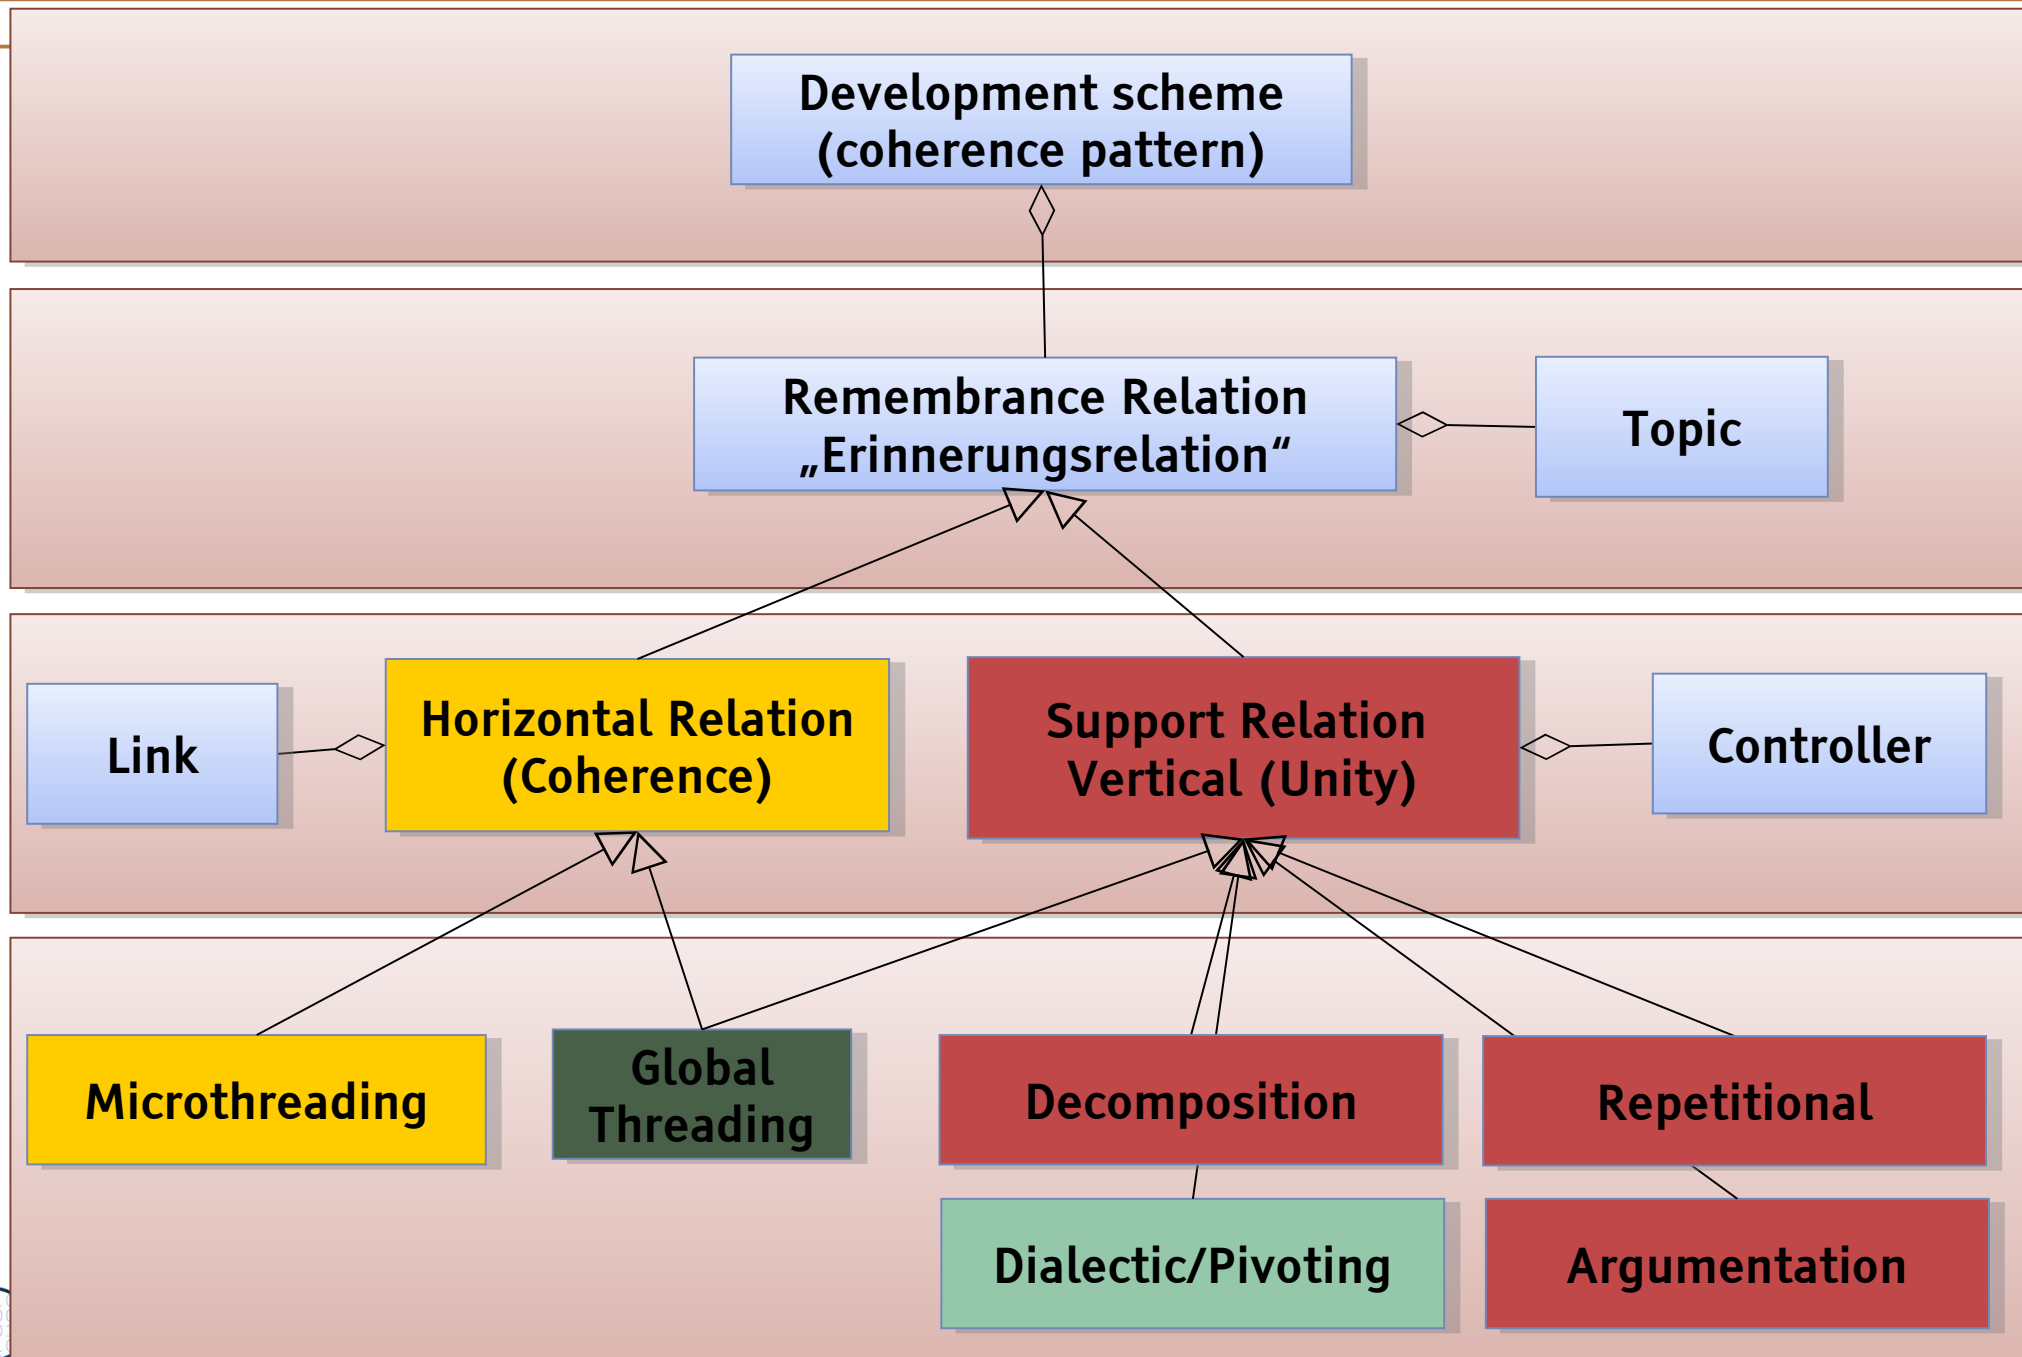 Development scheme
(coherence pattern)
Remembrance Relation
„Erinnerungsrelation“
Topic
Link
Horizontal Relation
(Coherence)
Support Relation
Vertical (Unity)
Controller
Microthreading
Global
Threading
Decomposition
Repetitional
Dialectic/Pivoting
Argumentation